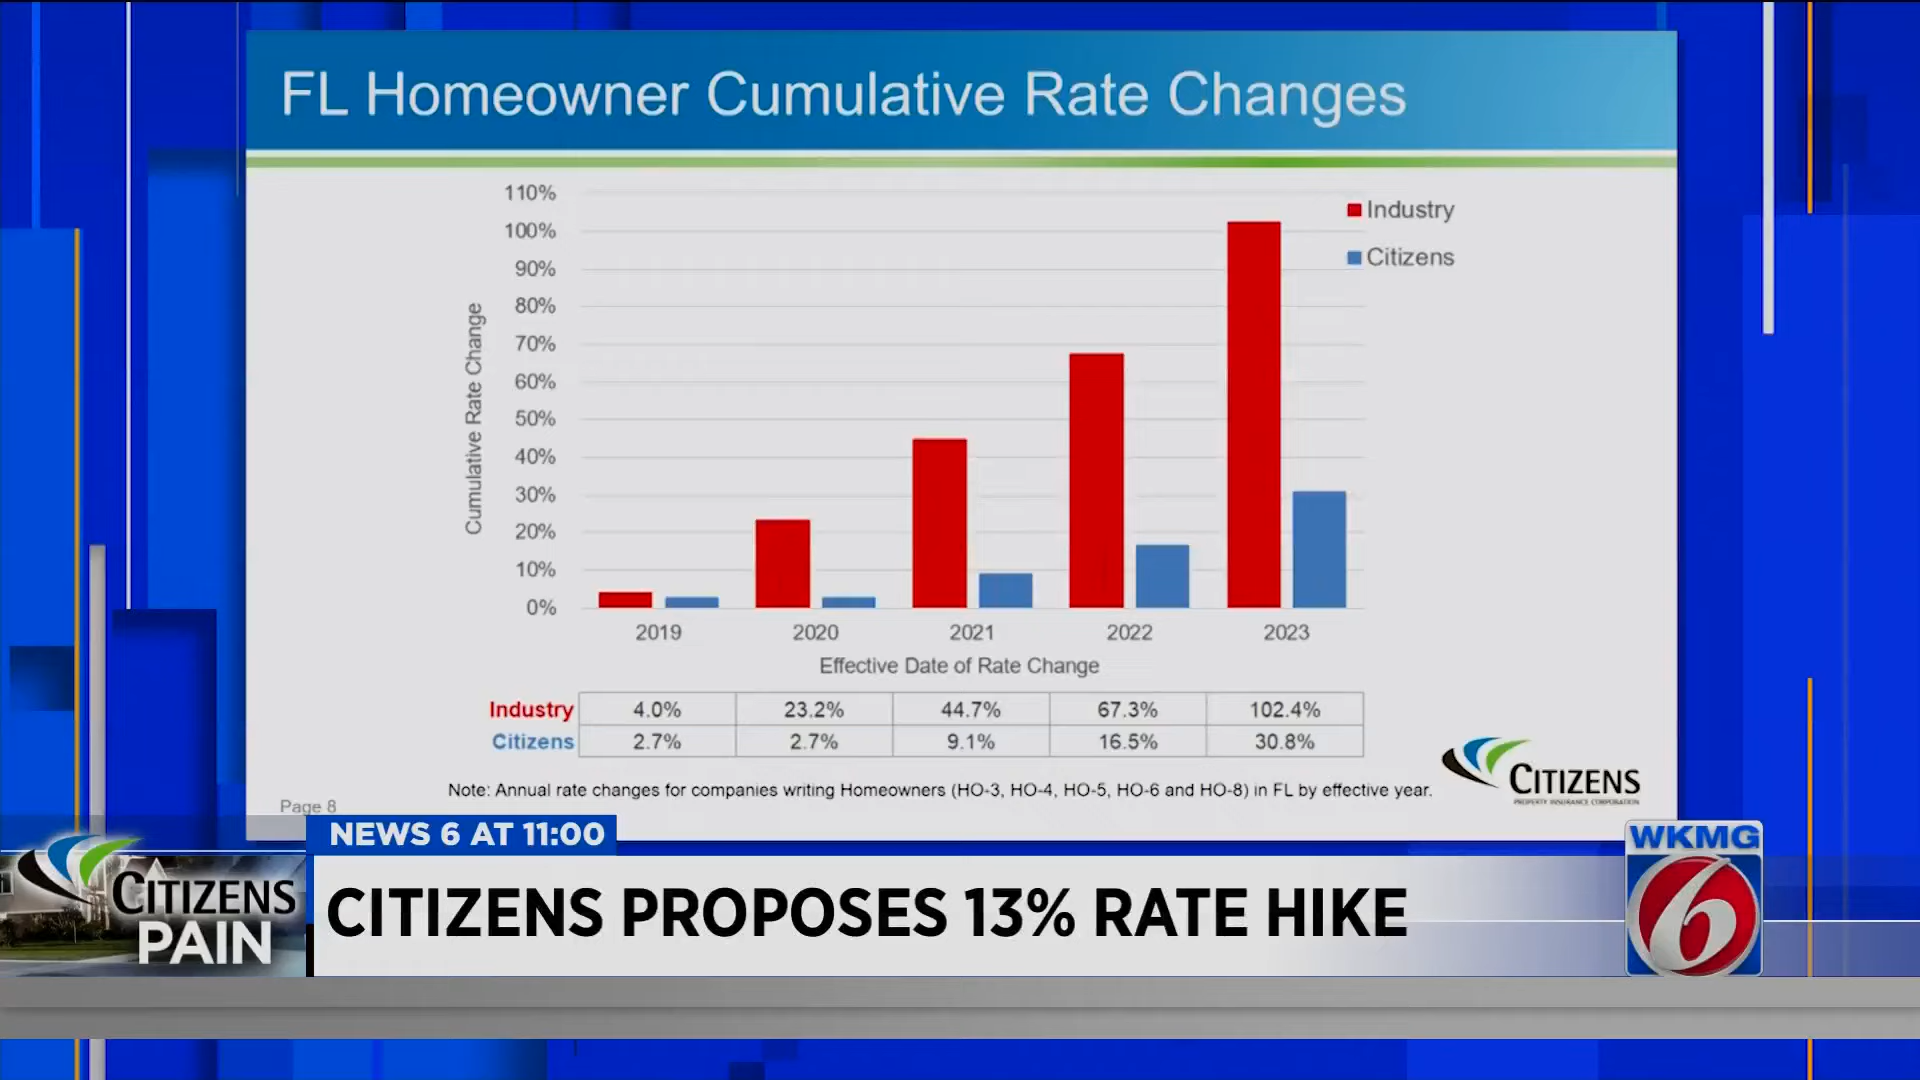 FL Homeowner Cumulative Rate Changes
110%
100%
90%
80%
70%
60%
50%
40%
30%
20%
10%
0%
Cumulative Rate Change
Industry
Citizens
2019 2020 2021 2022 2023
Effective Date of Rate Change
Industry 4.0% 23.2% 44.7% 67.3% 102.4%
Citizens 2.7% 2.7% 9.1% 16.5% 30.8%
Note: Annual rate changes for companies writing Homeowners (HO-3, HO-4, HO-5, HO-6 and HO-8) in FL by effective year.
CITIZENS
PROPERTY INSURANCE CORPORATION
Page 8
NEWS 6 AT 11:00
CITIZENS
PAIN
CITIZENS PROPOSES 13% RATE HIKE
WKMG
6